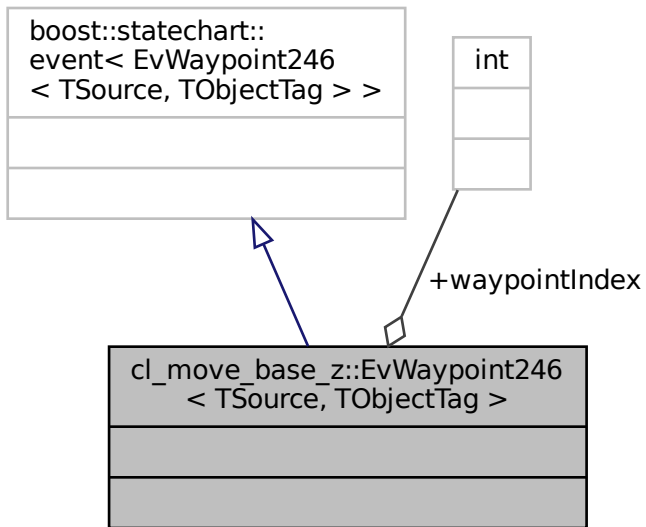 boost::statechart::
event< EvWaypoint246
< TSource, TObjectTag > >
int
+waypointIndex
cl_move_base_z::EvWaypoint246
< TSource, TObjectTag >